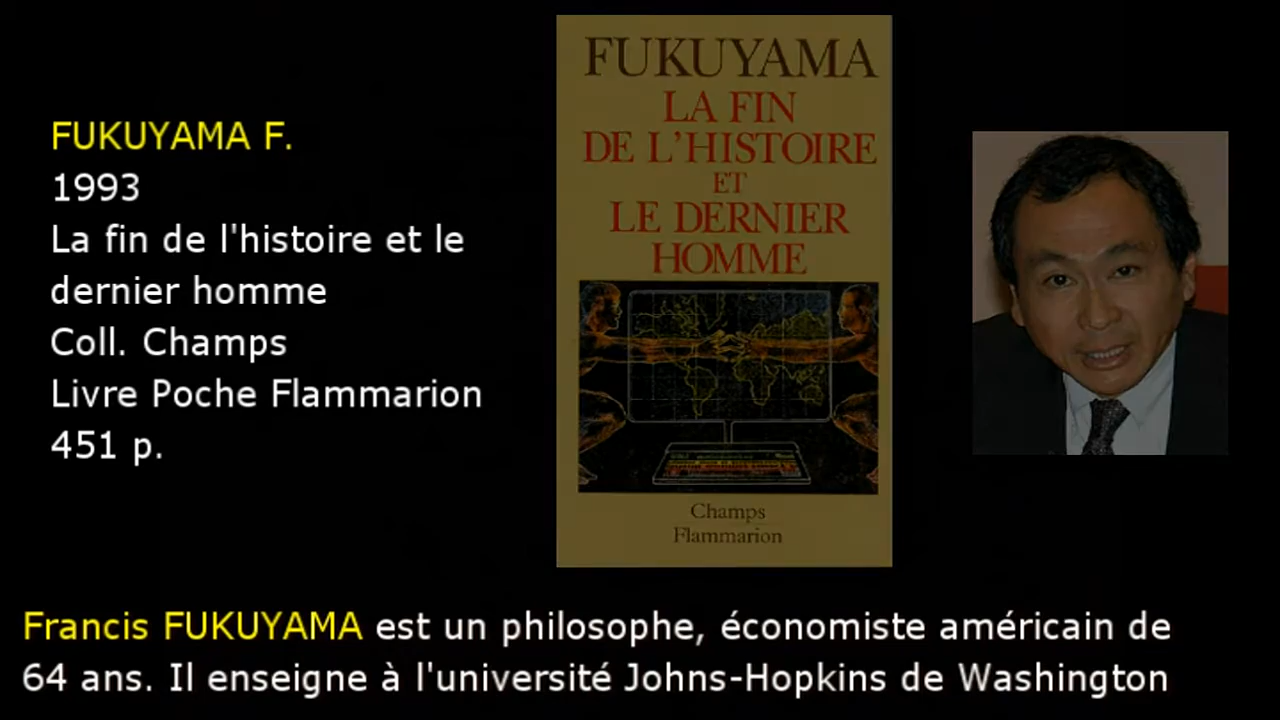 FUKUYAMA F.
1993
La fin de l'histoire et le
dernier homme
Coll. Champs
Livre Poche Flammarion
451 p.
FUKUYAMA
LA FIN
DE L'HISTOIRE
ET
LE DERNIER
HOMME
Champs
Flammarion
Francis FUKUYAMA est un philosophe, économiste américain de
64 ans. Il enseigne à l'université Johns-Hopkins de Washington